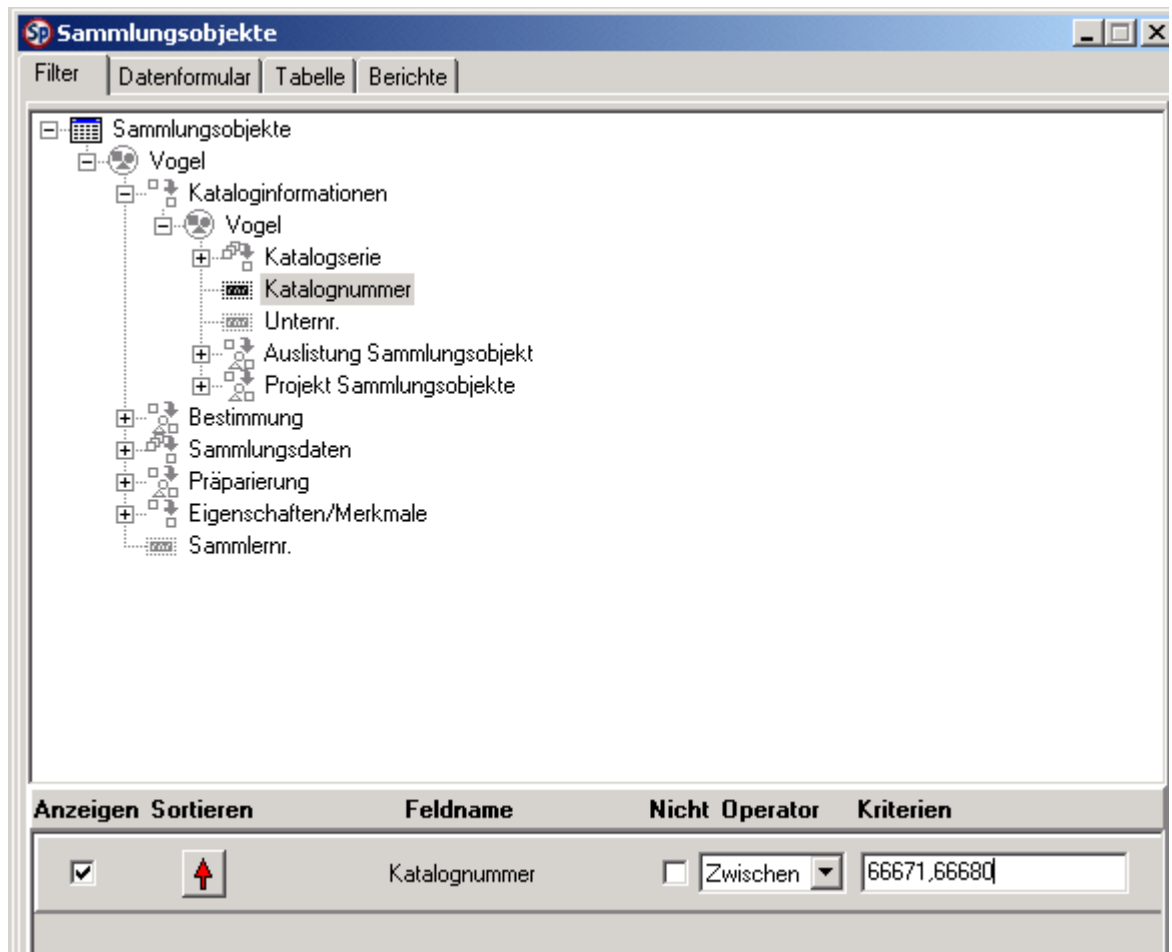 Sp Sammlungsobjekte
Filter Datenformular Tabelle Berichte
Sammlungsobjekte
Vogel
Kataloginformationen
Vogel
Katalogserie
Katalognummer
Unternr.
Auslistung Sammlungsobjekt
Projekt Sammlungsobjekte
Bestimmung
Sammlungsdaten
Präparierung
Eigenschaften/Merkmale
Sammlernr.
Anzeigen Sortieren Feldname Nicht Operator Kriterien
Katalognummer Zwischen 66671,66680